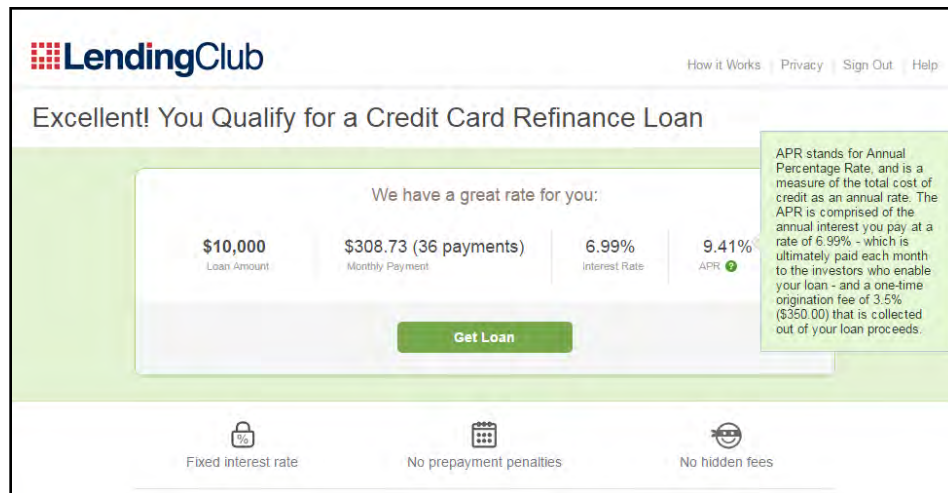 LendingClub
How it Works Privacy Sign Out Help
Excellent! You Qualify for a Credit Card Refinance Loan
We have a great rate for you:
$10,000
Loan Amount
$308.73 (36 payments)
Monthly Payment
6.99%
Interest Rate
9.41%
APR ?
APR stands for Annual
Percentage Rate, and is a
measure of the total cost of
credit as an annual rate. The
APR is comprised of the
annual interest you pay at a
rate of 6.99% - which is
ultimately paid each month
to the investors who enable
your loan - and a one-time
origination fee of 3.5%
($350.00) that is collected
out of your loan proceeds.
Get Loan
%
Fixed interest rate
No prepayment penalties
No hidden fees